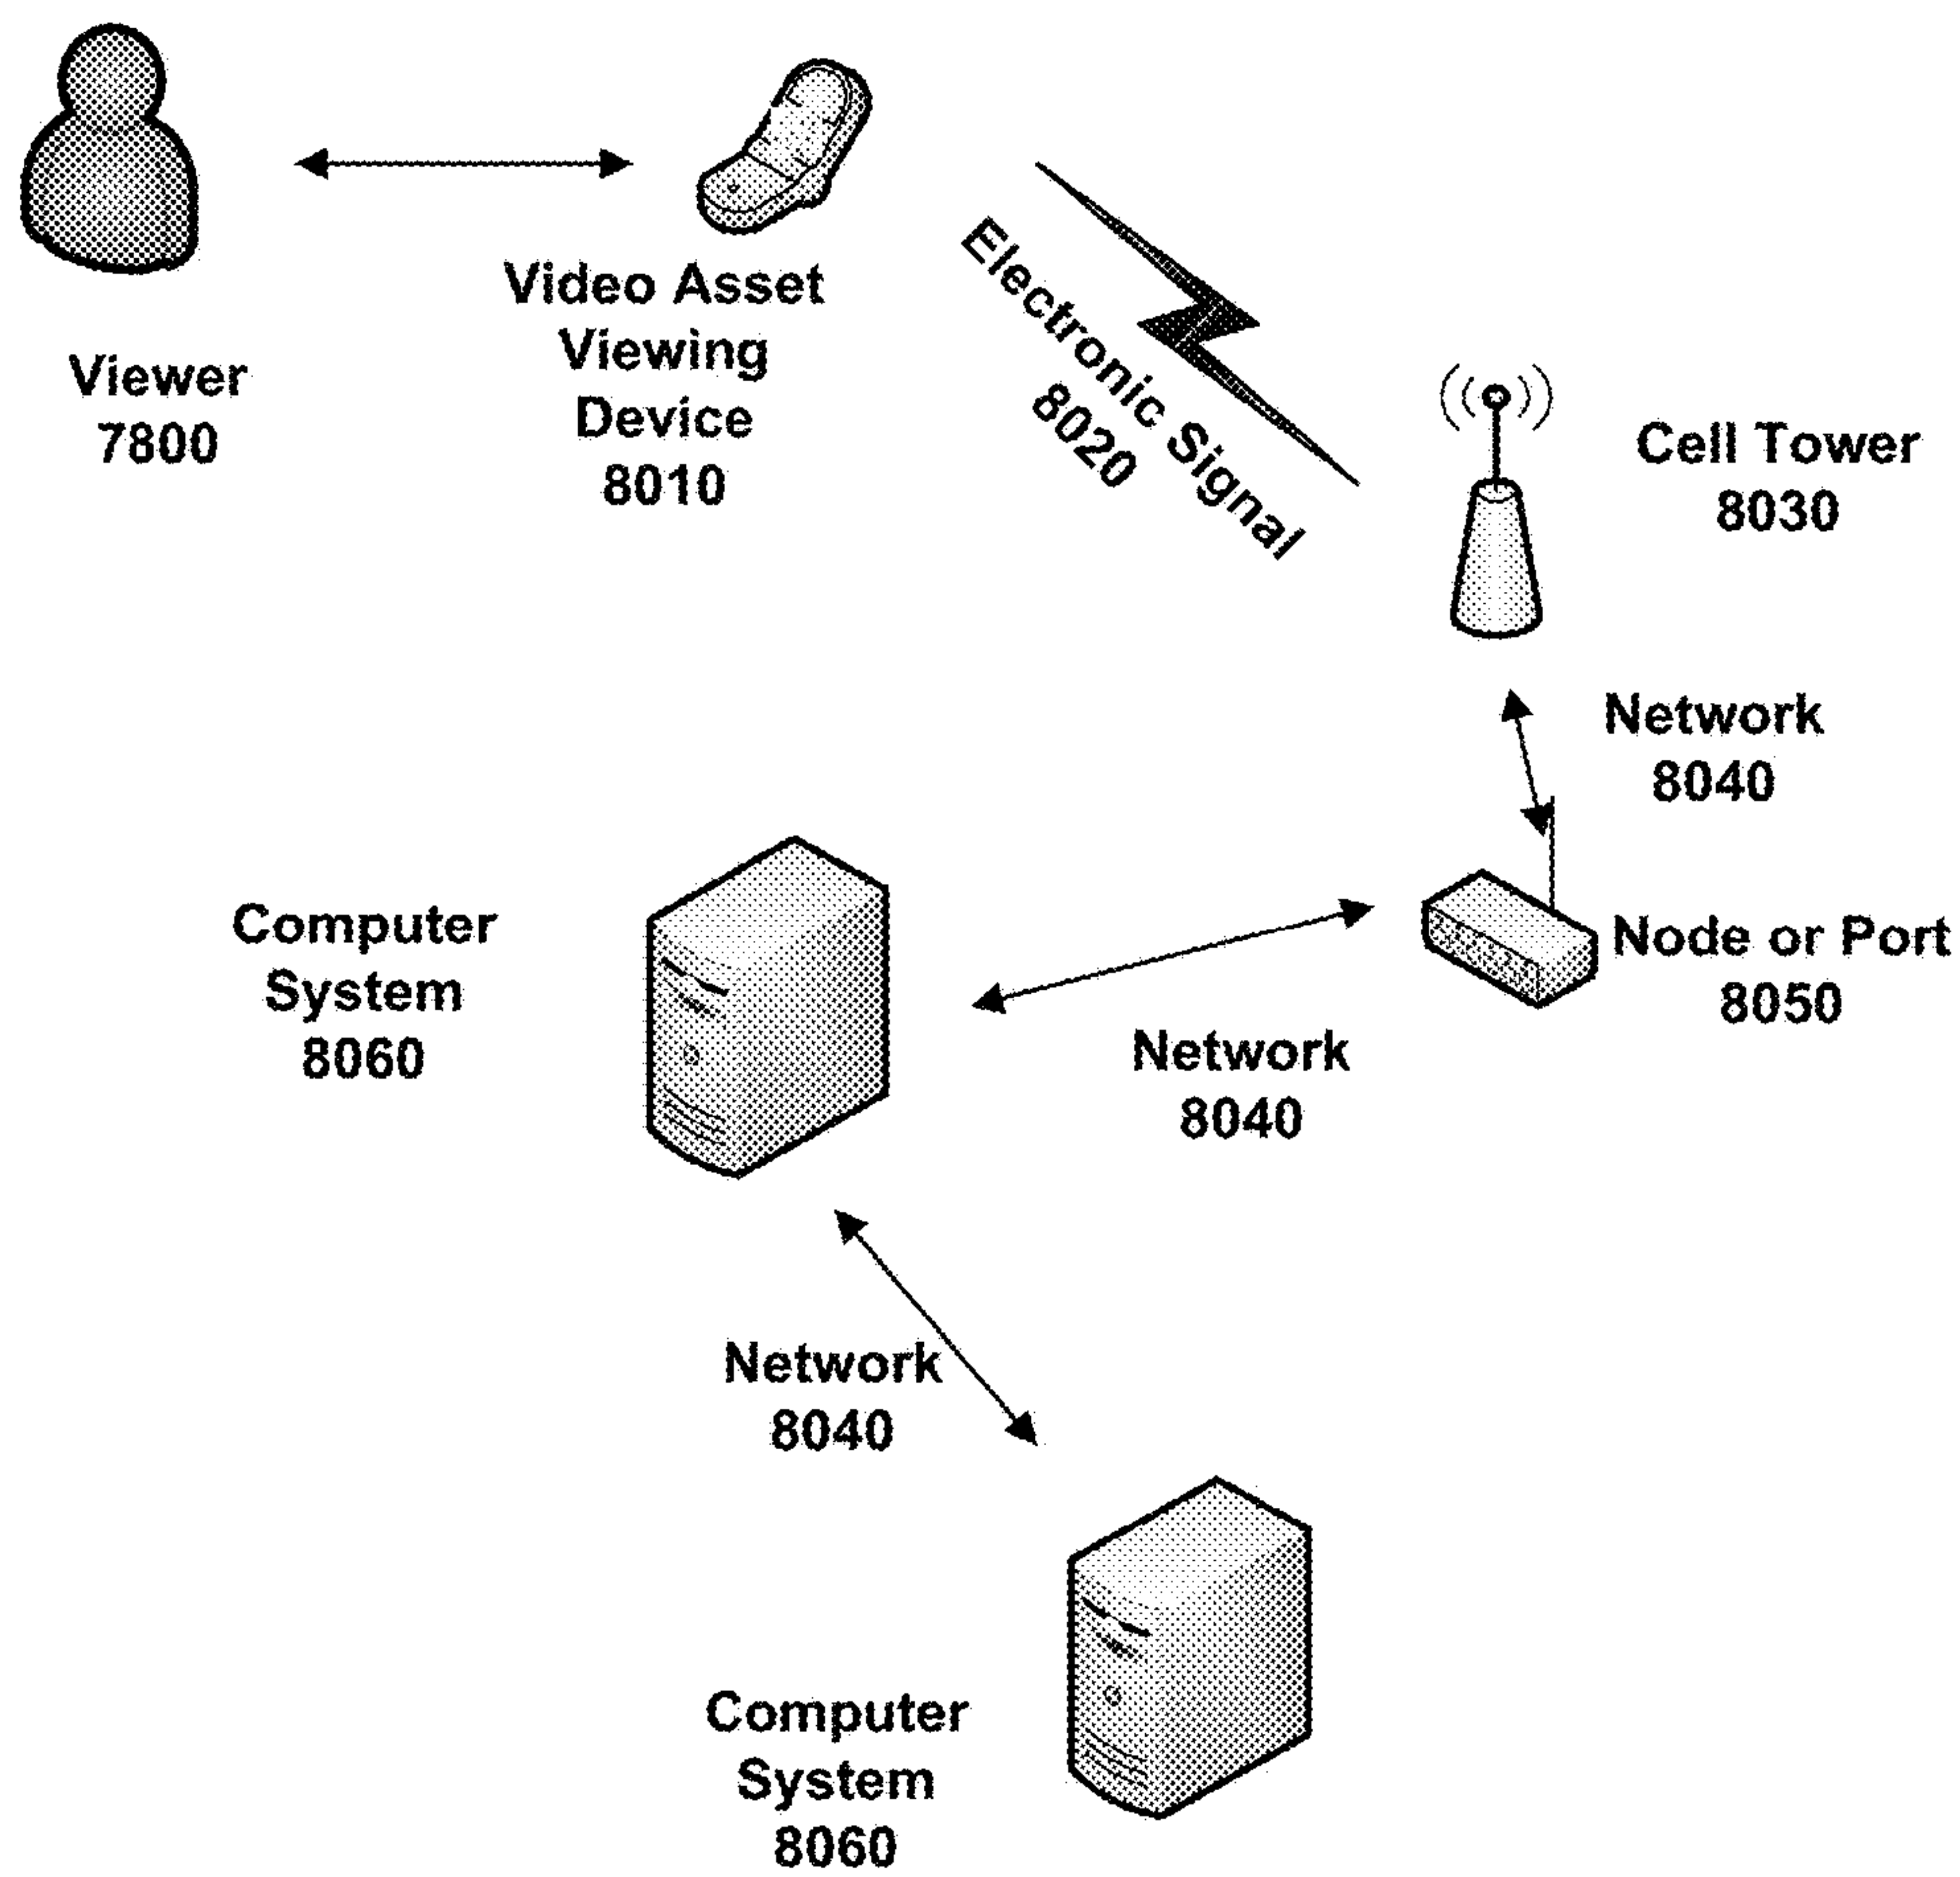 Viewer
7800
Video Asset
Viewing
Device
8010
Electronic Signal
8020
Cell Tower
8030
Network
8040
Node or Port
8050
Computer
System
8060
Network
8040
Network
8040
Computer
System
8060